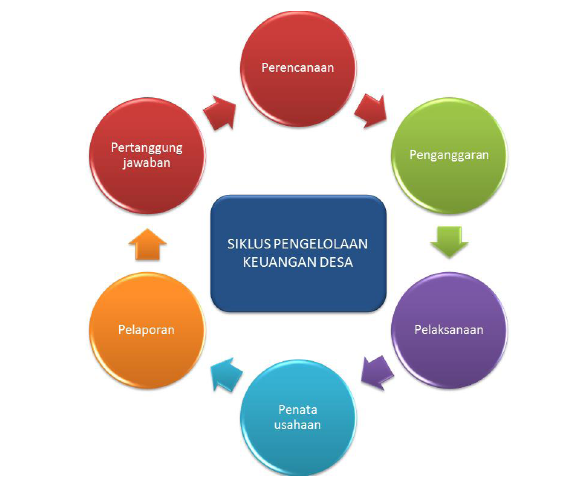 Perencanaan
Penganggaran
Pelaksanaan
Penata
usahaan
Pelaporan
Pertanggung
jawaban
SIKLUS PENGELOLAAN
KEUANGAN DESA